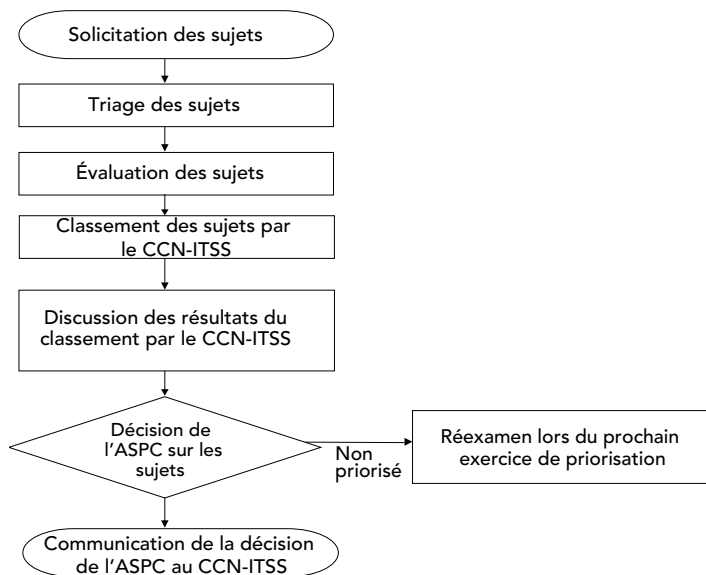 Solicitation des sujets
Triage des sujets
Évaluation des sujets
Classement des sujets par
le CCN-ITSS
Discussion des résultats du
classement par le CCN-ITSS
Décision de
l'ASPC sur les
sujets
Non
priorisé
Réexamen lors du prochain
exercice de priorisation
Communication de la décision
de l'ASPC au CCN-ITSS